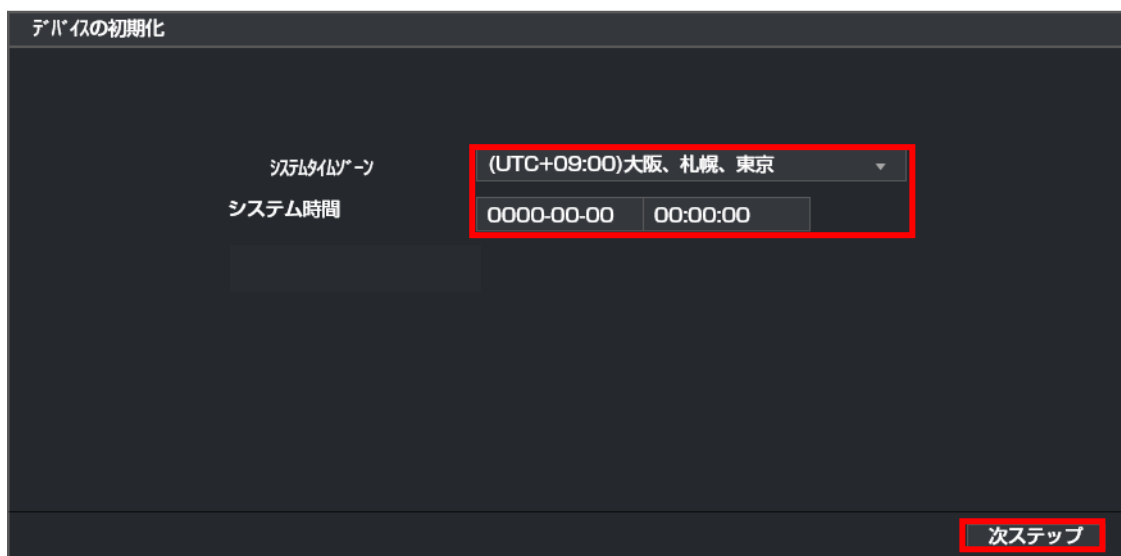 ﾃﾞﾊﾞｲｽの初期化
ｼｽﾃﾑﾀｲﾑｿﾞｰﾝ (UTC+09:00)大阪、札幌、東京
システム時間 0000-00-00 00:00:00
次ステップ